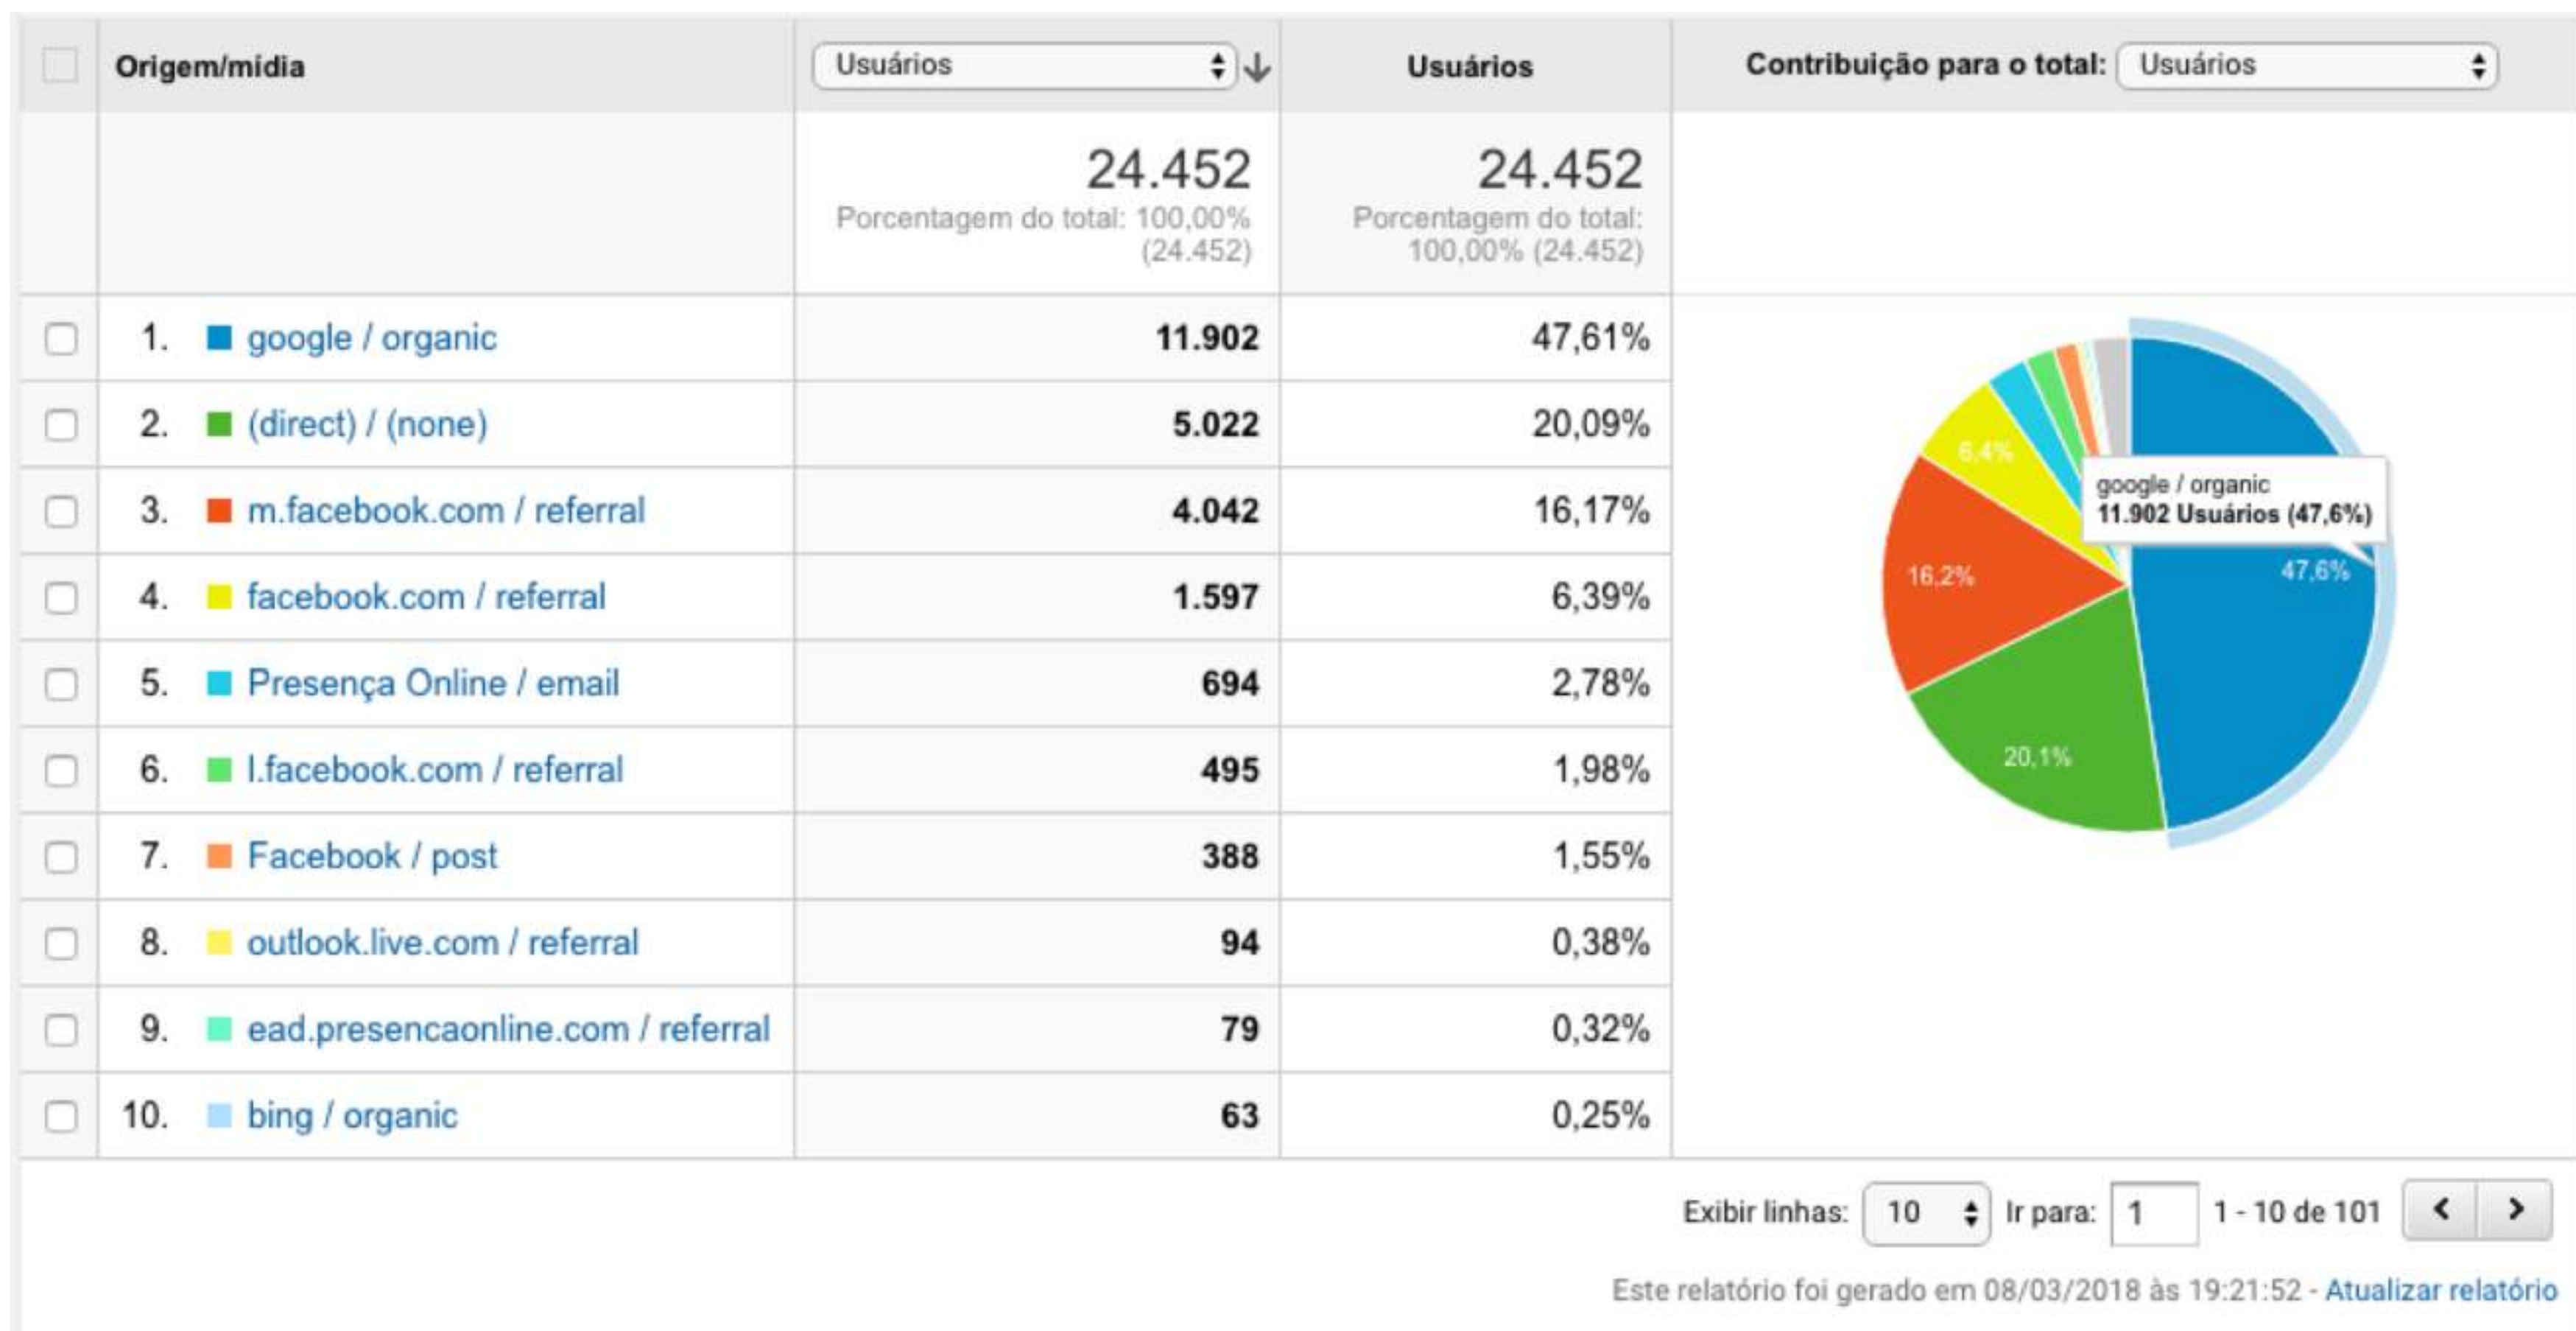 Origem/mídia Usuários Usuários Contribuição para o total: Usuários
24.452 24.452
Porcentagem do total: 100,00% Porcentagem do total:
(24.452) 100,00% (24.452)
1. google / organic 11.902 47,61%
2. (direct) / (none) 5.022 20,09%
3. m.facebook.com / referral 4.042 16,17%
4. facebook.com / referral 1.597 6,39%
5. Presença Online / email 694 2,78%
6. l.facebook.com / referral 495 1,98%
7. Facebook / post 388 1,55%
8. outlook.live.com / referral 94 0,38%
9. ead.presencaonline.com / referral 79 0,32%
10. bing / organic 63 0,25%
6,4%
google / organic
11.902 Usuários (47,6%)
47,6%
16,2%
20,1%
Exibir linhas: 10 Ir para: 1 1 - 10 de 101
Este relatório foi gerado em 08/03/2018 às 19:21:52 - Atualizar relatório